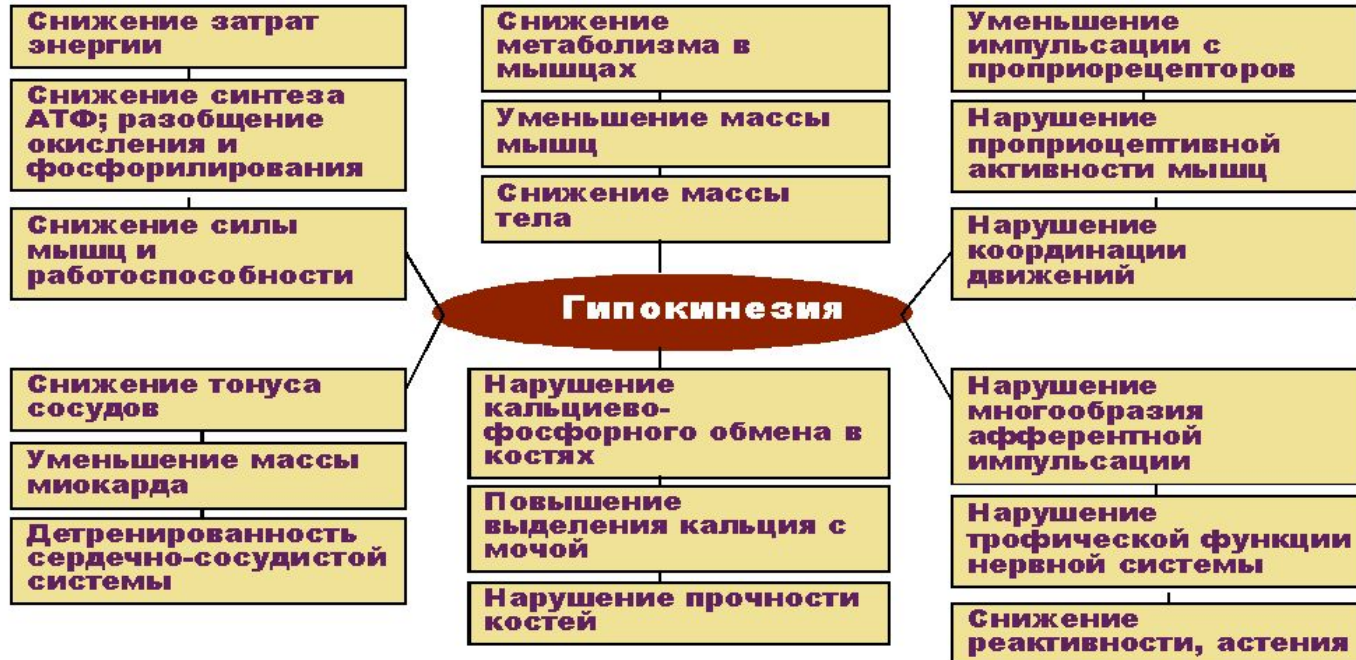 Снижение затрат
энергии
Снижение синтеза
АТФ; разобщение
окисления и
фосфорилирования
Снижение силы
мышц и
работоспособности
Снижение
метаболизма в
мышцах
Уменьшение массы
мышц
Снижение массы
тела
Уменьшение
импульсации с
проприорецепторов
Нарушение
проприоцептивной
активности мышц
Нарушение
координации
движений
Гипокинезия
Снижение тонуса
сосудов
Уменьшение массы
миокарда
Детренированность
сердечно-сосудистой
системы
Нарушение
кальциево-
фосфорного обмена в
костях
Повышение
выделения кальция с
мочой
Нарушение прочности
костей
Нарушение
многообразия
афферентной
импульсации
Нарушение
трофической функции
нервной системы
Снижение
реактивности, астения